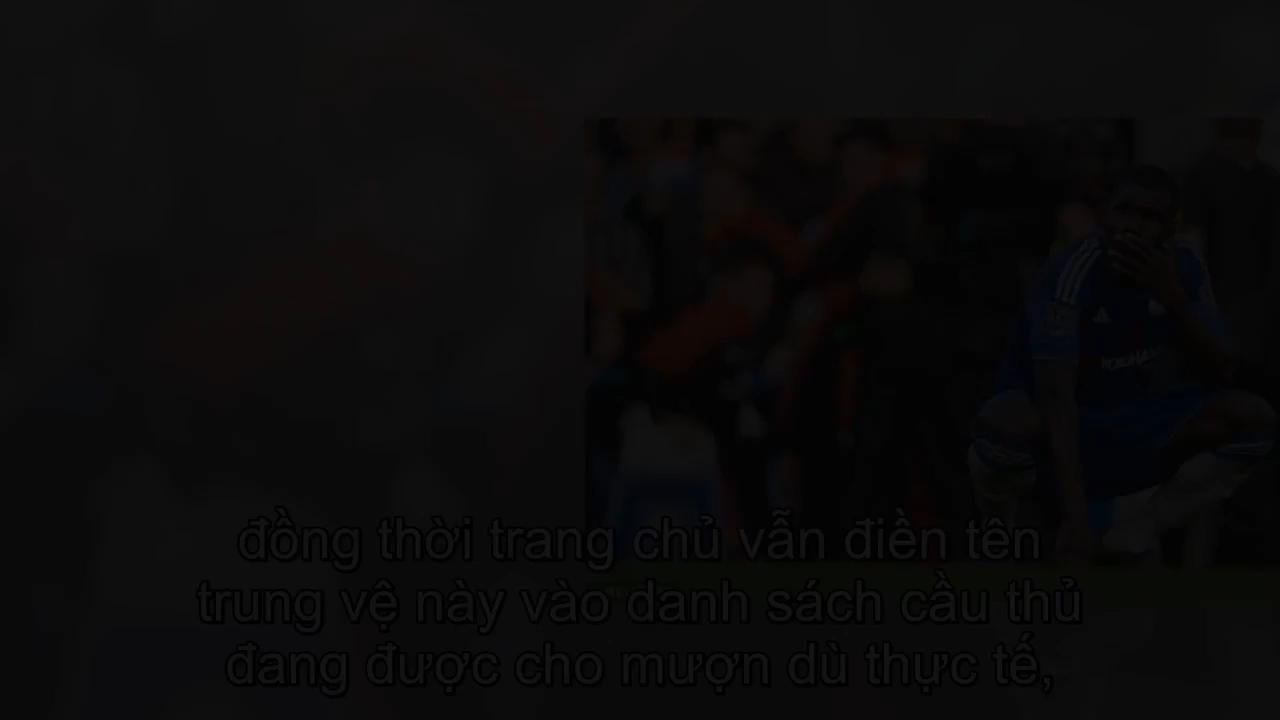 đồng thời trang chủ vẫn điền tên
trung vệ này vào danh sách cầu thủ
đang được cho mượn dù thực tế,